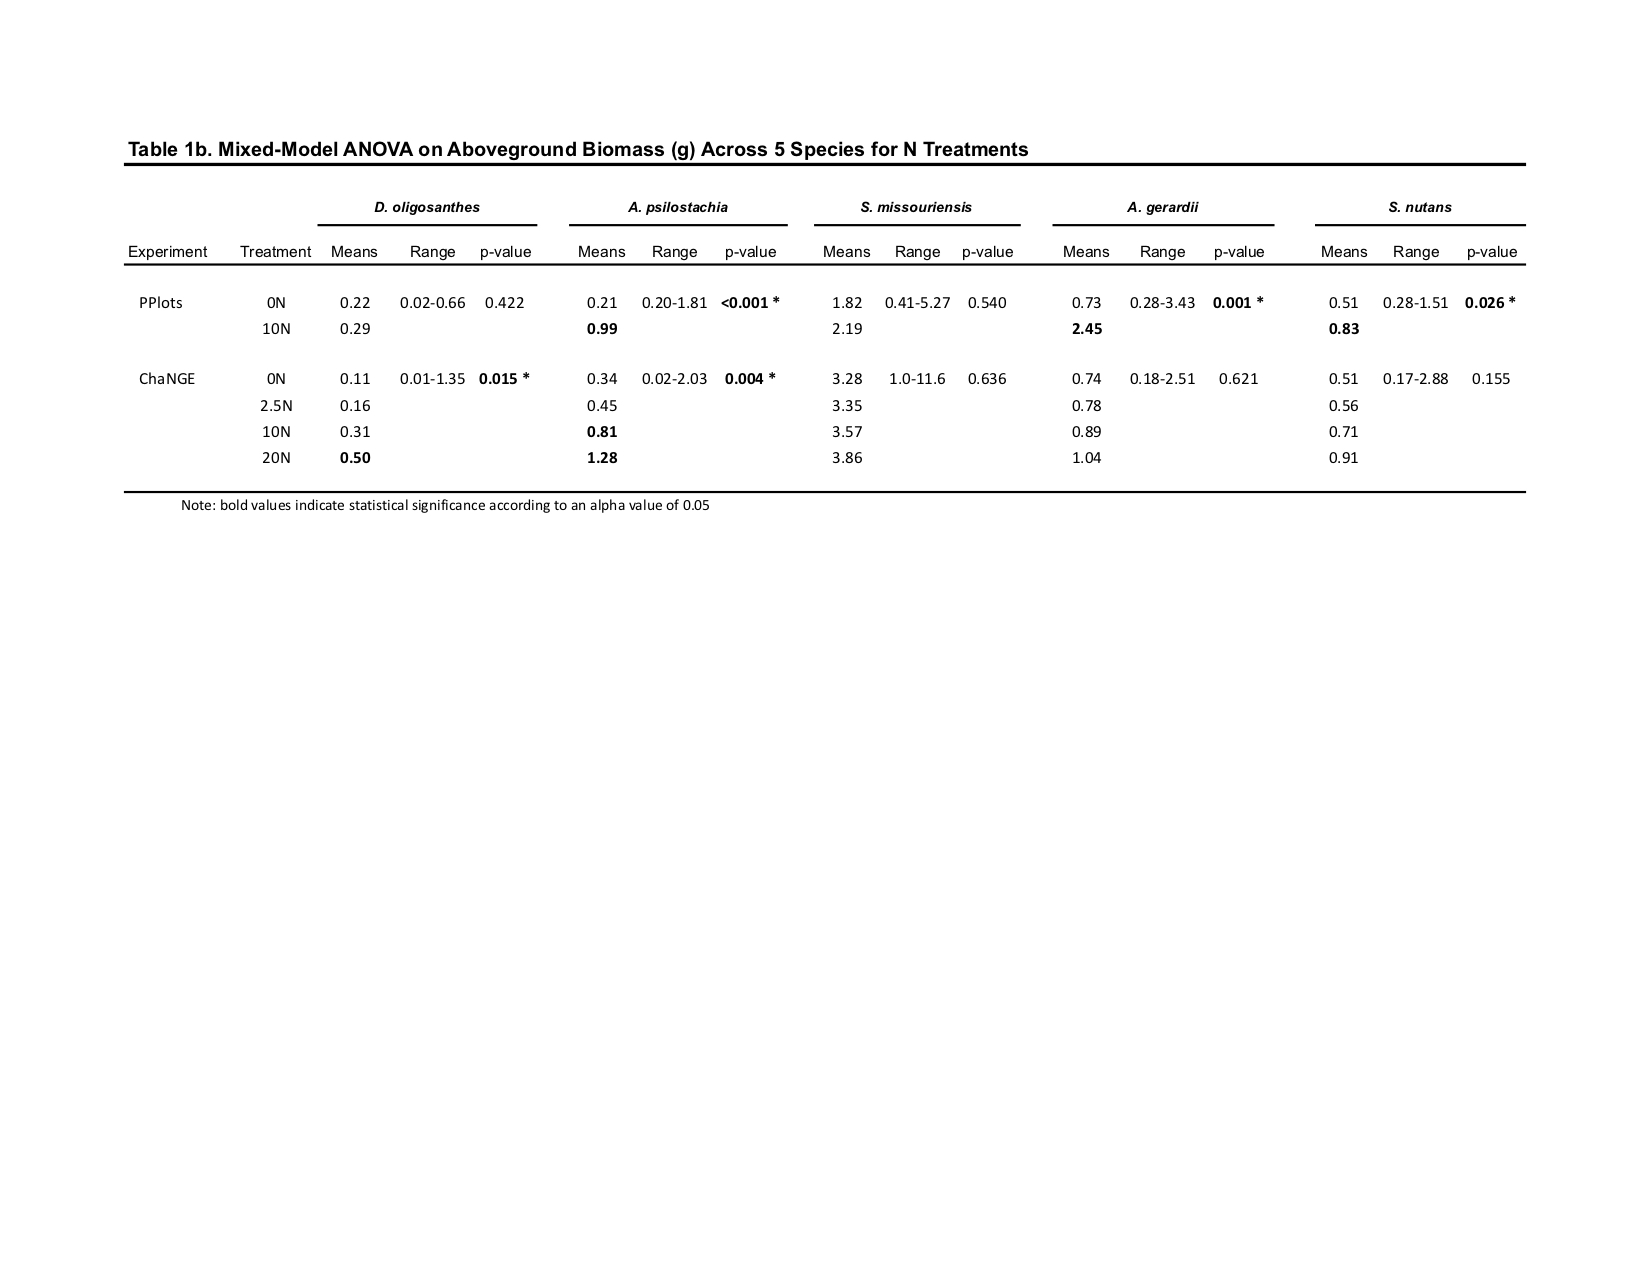 Table 1b. Mixed-Model ANOVA on Aboveground Biomass (g) Across 5 Species for N Treatments
D. oligosanthes A. psilostachia S. missouriensis A. gerardii S. nutans
Experiment Treatment Means Range p-value Means Range p-value Means Range p-value Means Range p-value Means Range p-value
PPlots 0N 0.22 0.02-0.66 0.422 0.21 0.20-1.81 <0.001 * 1.82 0.41-5.27 0.540 0.73 0.28-3.43 0.001 * 0.51 0.28-1.51 0.026 *
10N 0.29 0.99 2.19 2.45 0.83
ChaNGE 0N 0.11 0.01-1.35 0.015 * 0.34 0.02-2.03 0.004 * 3.28 1.0-11.6 0.636 0.74 0.18-2.51 0.621 0.51 0.17-2.88 0.155
2.5N 0.16 0.45 3.35 0.78 0.56
10N 0.31 0.81 3.57 0.89 0.71
20N 0.50 1.28 3.86 1.04 0.91
Note: bold values indicate statistical significance according to an alpha value of 0.05